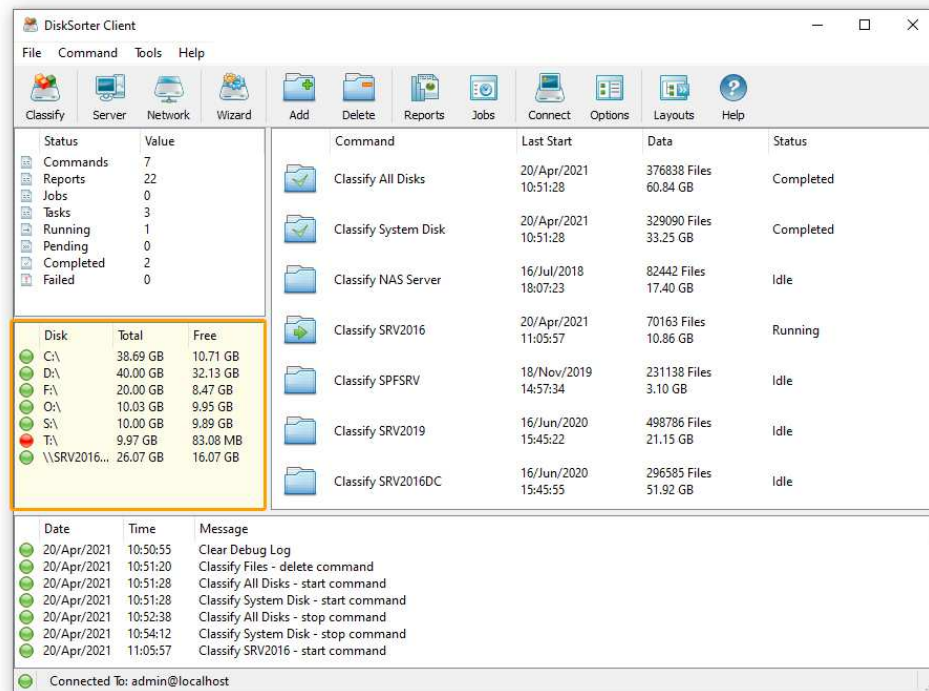 DiskSorter Client
File Command Tools Help
Classify Server Network Wizard Add Delete Reports Jobs Connect Options Layouts Help
Status Value
Commands 7
Reports 22
Jobs 0
Tasks 3
Running 1
Pending 0
Completed 2
Failed 0
Disk Total Free
C:\ 38.69 GB 10.71 GB
D:\ 40.00 GB 32.13 GB
F:\ 20.00 GB 8.47 GB
O:\ 10.03 GB 9.95 GB
S:\ 10.00 GB 9.89 GB
T:\ 9.97 GB 83.08 MB
\\SRV2016... 26.07 GB 16.07 GB
Command Last Start Data Status
Classify All Disks 20/Apr/2021 10:51:28 376838 Files 60.84 GB Completed
Classify System Disk 20/Apr/2021 10:51:28 329090 Files 33.25 GB Completed
Classify NAS Server 16/Jul/2018 18:07:23 82442 Files 17.40 GB Idle
Classify SRV2016 20/Apr/2021 11:05:57 70163 Files 10.86 GB Running
Classify SPFSRV 18/Nov/2019 14:57:34 231138 Files 3.10 GB Idle
Classify SRV2019 16/Jun/2020 15:45:22 498786 Files 21.15 GB Idle
Classify SRV2016DC 16/Jun/2020 15:45:55 296585 Files 51.92 GB Idle
Date Time Message
20/Apr/2021 10:50:55 Clear Debug Log
20/Apr/2021 10:51:20 Classify Files - delete command
20/Apr/2021 10:51:28 Classify All Disks - start command
20/Apr/2021 10:51:28 Classify System Disk - start command
20/Apr/2021 10:52:38 Classify All Disks - stop command
20/Apr/2021 10:54:12 Classify System Disk - stop command
20/Apr/2021 11:05:57 Classify SRV2016 - start command
Connected To: admin@localhost